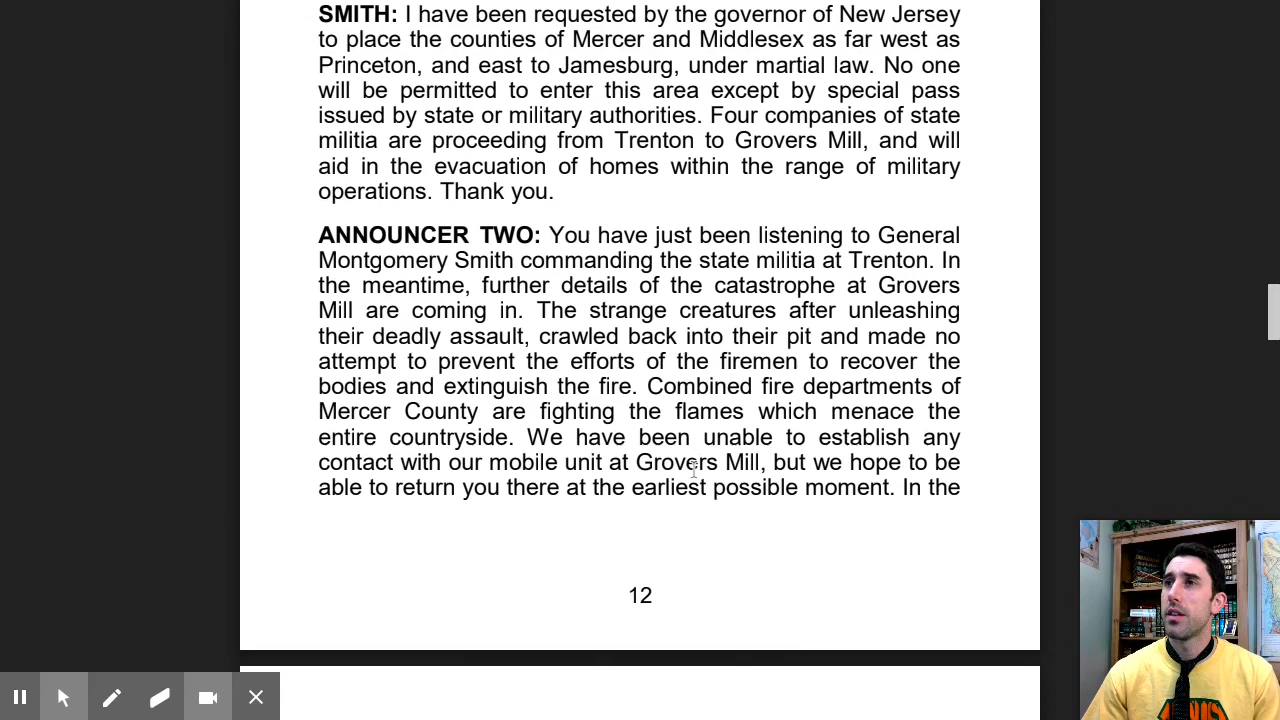 SMITH: I have been requested by the governor of New Jersey
to place the counties of Mercer and Middlesex as far west as
Princeton, and east to Jamesburg, under martial law. No one
will be permitted to enter this area except by special pass
issued by state or military authorities. Four companies of state
militia are proceeding from Trenton to Grovers Mill, and will
aid in the evacuation of homes within the range of military
operations. Thank you.
ANNOUNCER TWO: You have just been listening to General
Montgomery Smith commanding the state militia at Trenton. In
the meantime, further details of the catastrophe at Grovers
Mill are coming in. The strange creatures after unleashing
their deadly assault, crawled back into their pit and made no
attempt to prevent the efforts of the firemen to recover the
bodies and extinguish the fire. Combined fire departments of
Mercer County are fighting the flames which menace the
entire countryside. We have been unable to establish any
contact with our mobile unit at Grovers Mill, but we hope to be
able to return you there at the earliest possible moment. In the
12